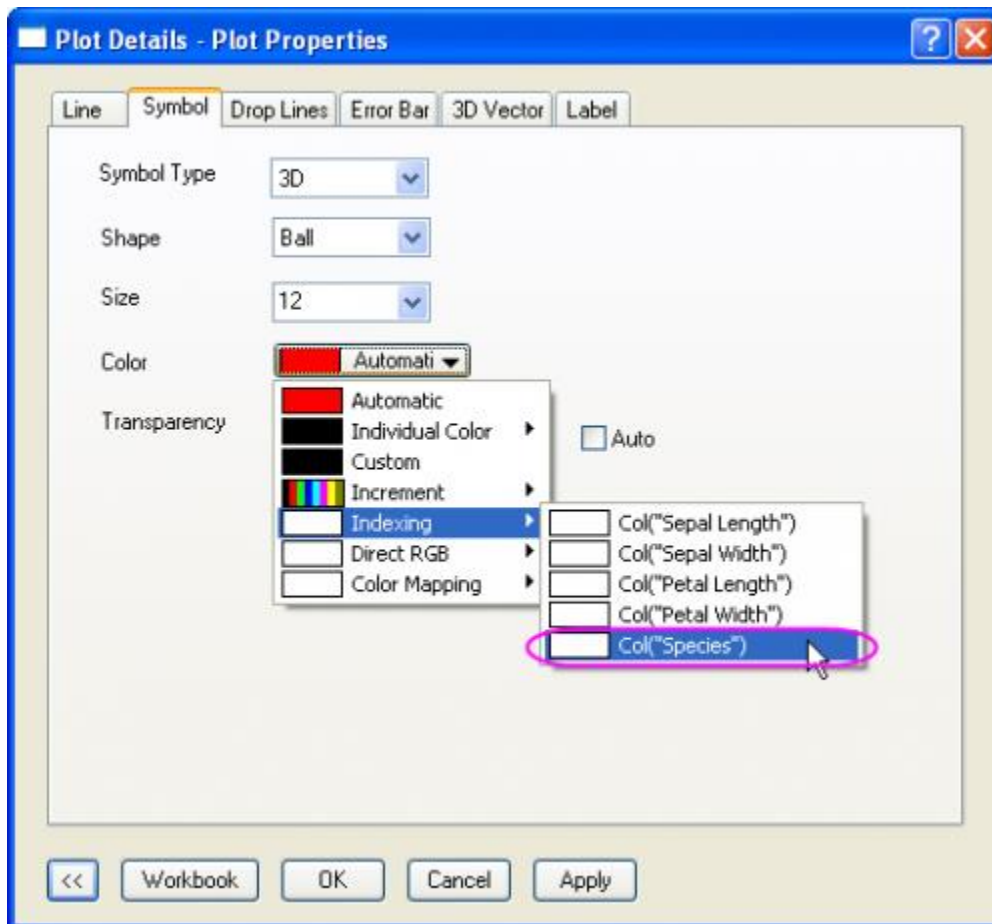 Plot Details - Plot Properties
Line Symbol Drop Lines Error Bar 3D Vector Label
Symbol Type 3D
Shape Ball
Size 12
Color Automati
Automatic
Transparency
Individual Color
Auto
Custom
Increment
Indexing Col("Sepal Length")
Direct RGB Col("Sepal Width")
Color Mapping Col("Petal Length")
Col("Petal Width")
Col("Species")
<< Workbook OK Cancel Apply